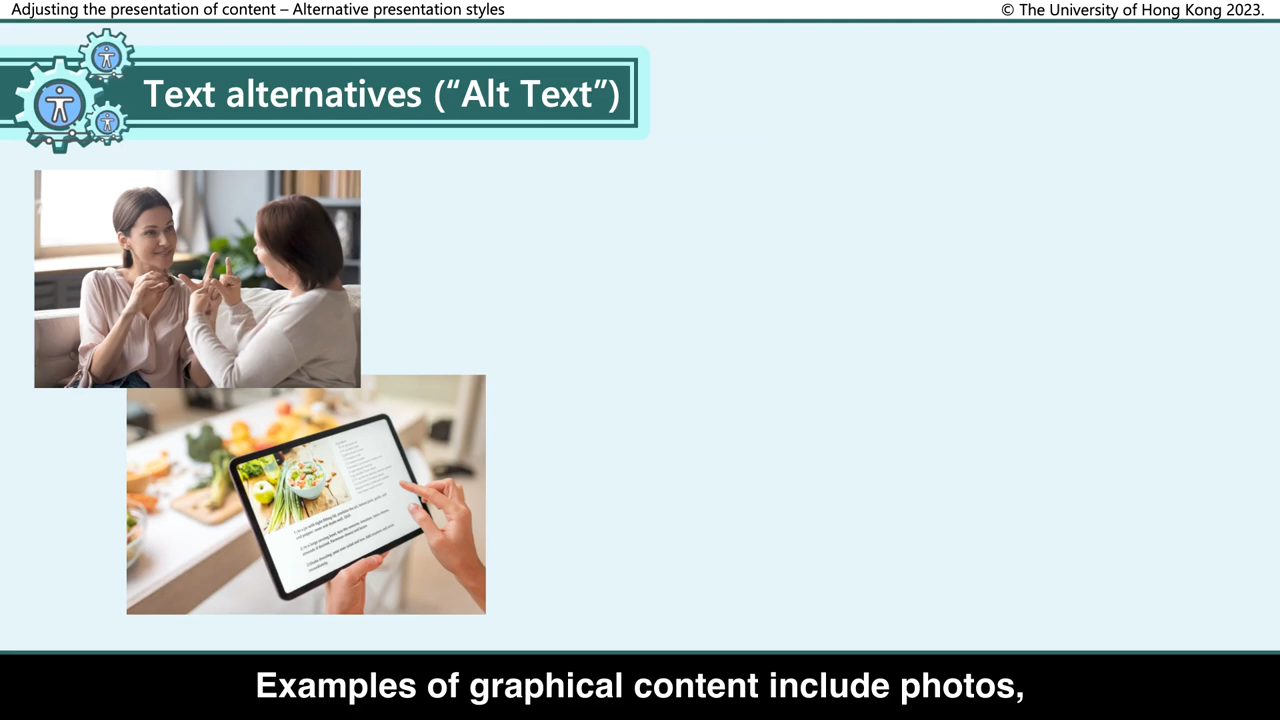 Adjusting the presentation of content – Alternative presentation styles
© The University of Hong Kong 2023.
Text alternatives (“Alt Text”)
Examples of graphical content include photos,